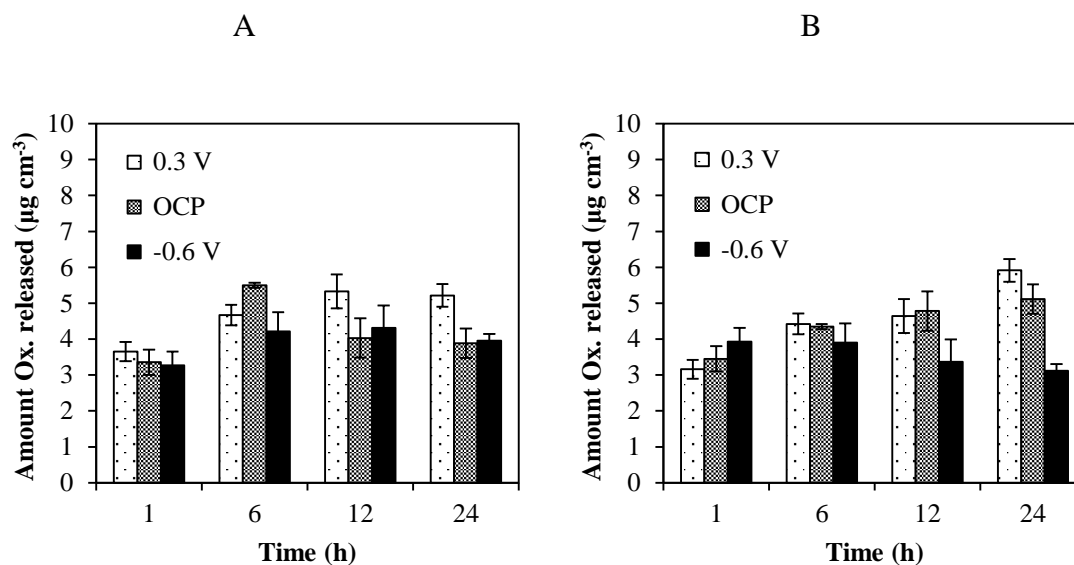 A
Amount Ox. released (µg cm-3)
10
9
8
7
6
5
4
3
2
1
0
0.3 V
OCP
-0.6 V
1 6 12 24
Time (h)
B
Amount Ox. released (µg cm-3)
10
9
8
7
6
5
4
3
2
1
0
0.3 V
OCP
-0.6 V
1 6 12 24
Time (h)